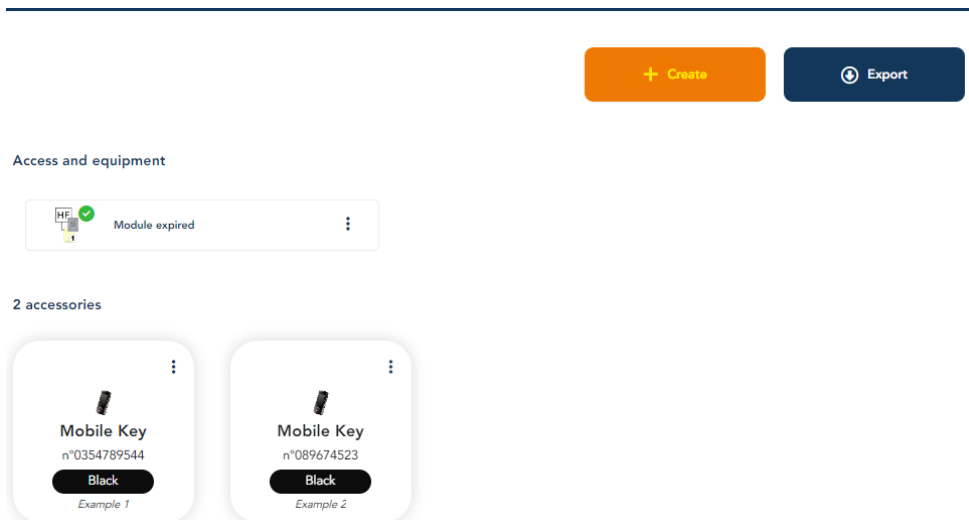 Create
Export
Access and equipment
HF
1
Module expired
2 accessories
Mobile Key
n°0354789544
Black
Example 1
Mobile Key
n°089674523
Black
Example 2